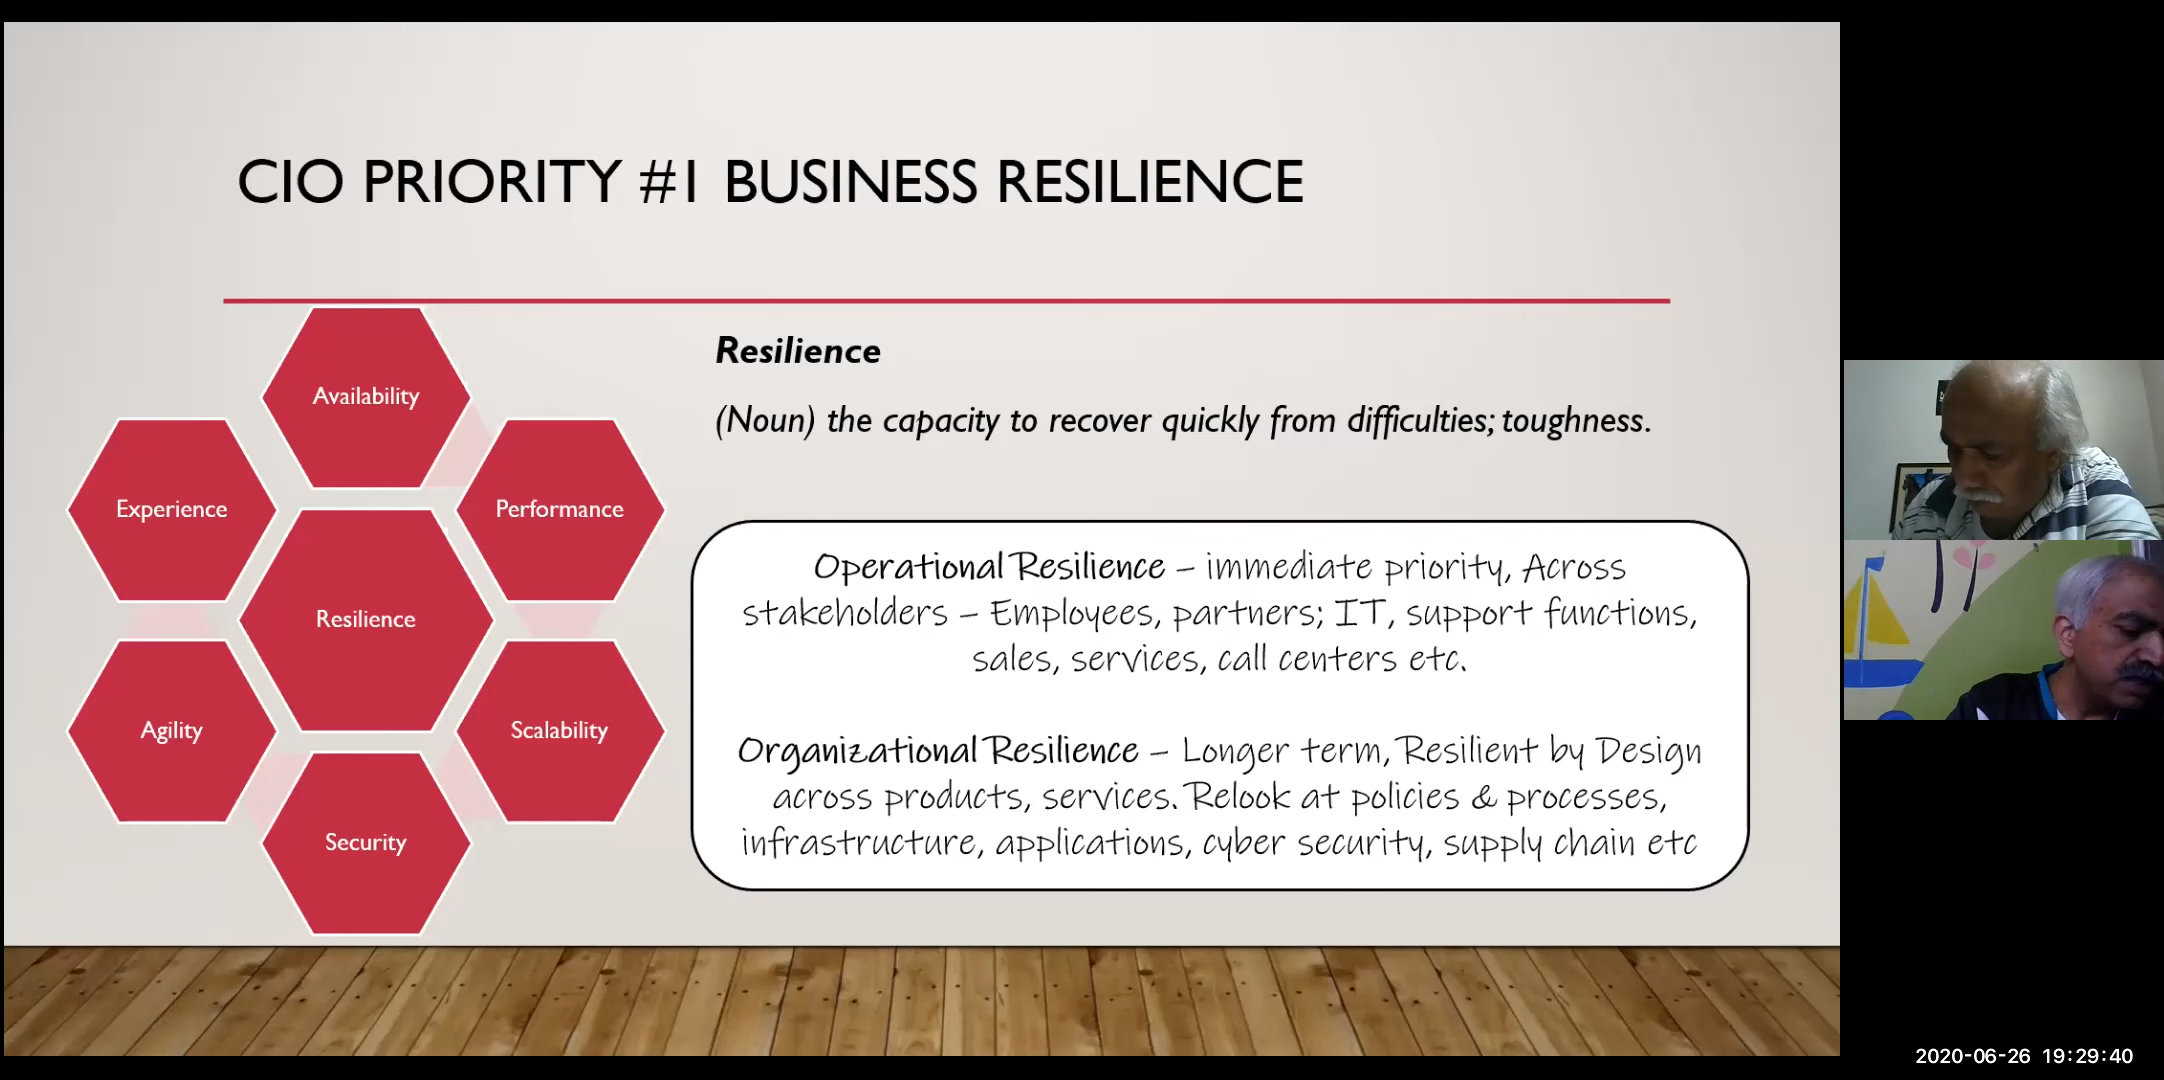 CIO PRIORITY #1 BUSINESS RESILIENCE
Availability
Experience
Performance
Resilience
Agility
Scalability
Security
Resilience
(Noun) the capacity to recover quickly from difficulties; toughness.
Operational Resilience – immediate priority, Across
stakeholders – Employees, partners; IT, support functions,
sales, services, call centers etc.
Organizational Resilience – Longer term, Resilient by Design
across products, services. Relook at policies & processes,
infrastructure, applications, cyber security, supply chain etc
2020-06-26 19:29:40